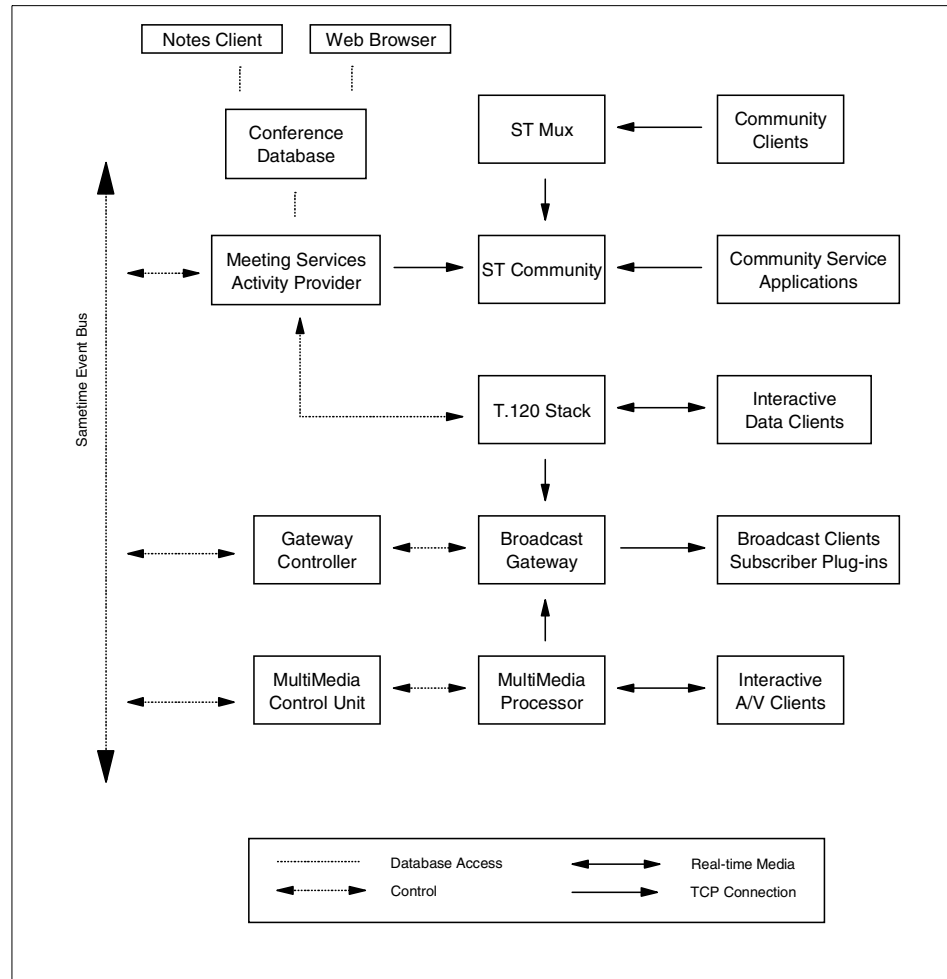 Notes Client
Web Browser
Conference
Database
ST Mux
Community
Clients
Meeting Services
Activity Provider
ST Community
Community Service
Applications
Sametime Event Bus
T.120 Stack
Interactive
Data Clients
Gateway
Controller
Broadcast
Gateway
Broadcast Clients
Subscriber Plug-ins
MultiMedia
Control Unit
MultiMedia
Processor
Interactive
A/V Clients
Database Access
Real-time Media
Control
TCP Connection